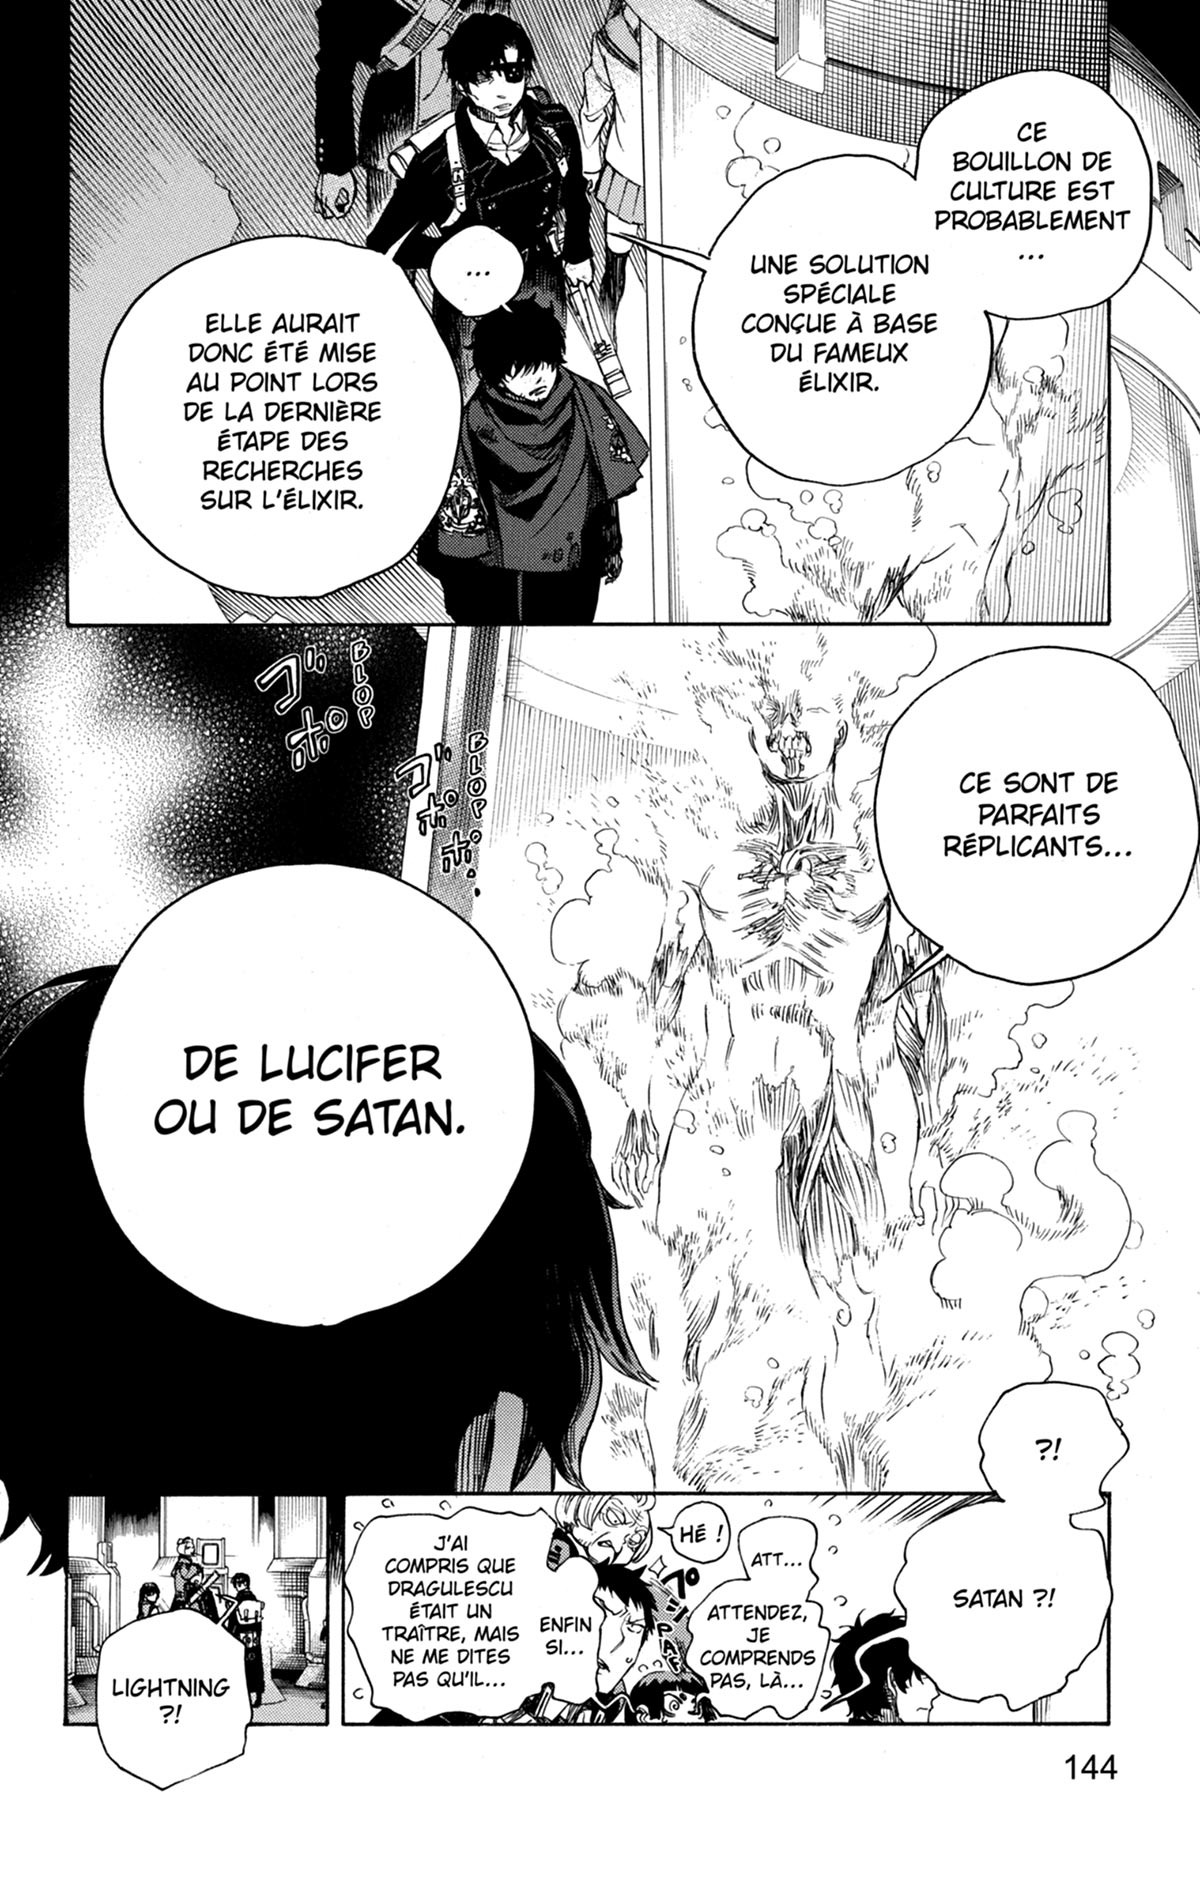 CE
BOUILLON DE
CULTURE EST
PROBABLEMENT
...
UNE SOLUTION
SPÉCIALE
CONÇUE À BASE
DU FAMEUX
ÉLIXIR.
...
ELLE AURAIT
DONC ÉTÉ MISE
AU POINT LORS
DE LA DERNIÈRE
ÉTAPE DES
RECHERCHES
SUR L'ÉLIXIR.
CE SONT DE
PARFAITS
RÉPLICANTS...
ゴポ
BLOP
ゴポポ
BLOP
DE LUCIFER
OU DE SATAN.
?!
SATAN ?!
ATT...
ATTENDEZ,
JE
COMPRENDS
PAS, LÀ...
HÉ !
PAF
J'AI
COMPRIS QUE
DRAGULESCU
ÉTAIT UN
TRAÎTRE, MAIS
NE ME DITES
PAS QU'IL...
ENFIN
SI...
LIGHTNING
?!
144